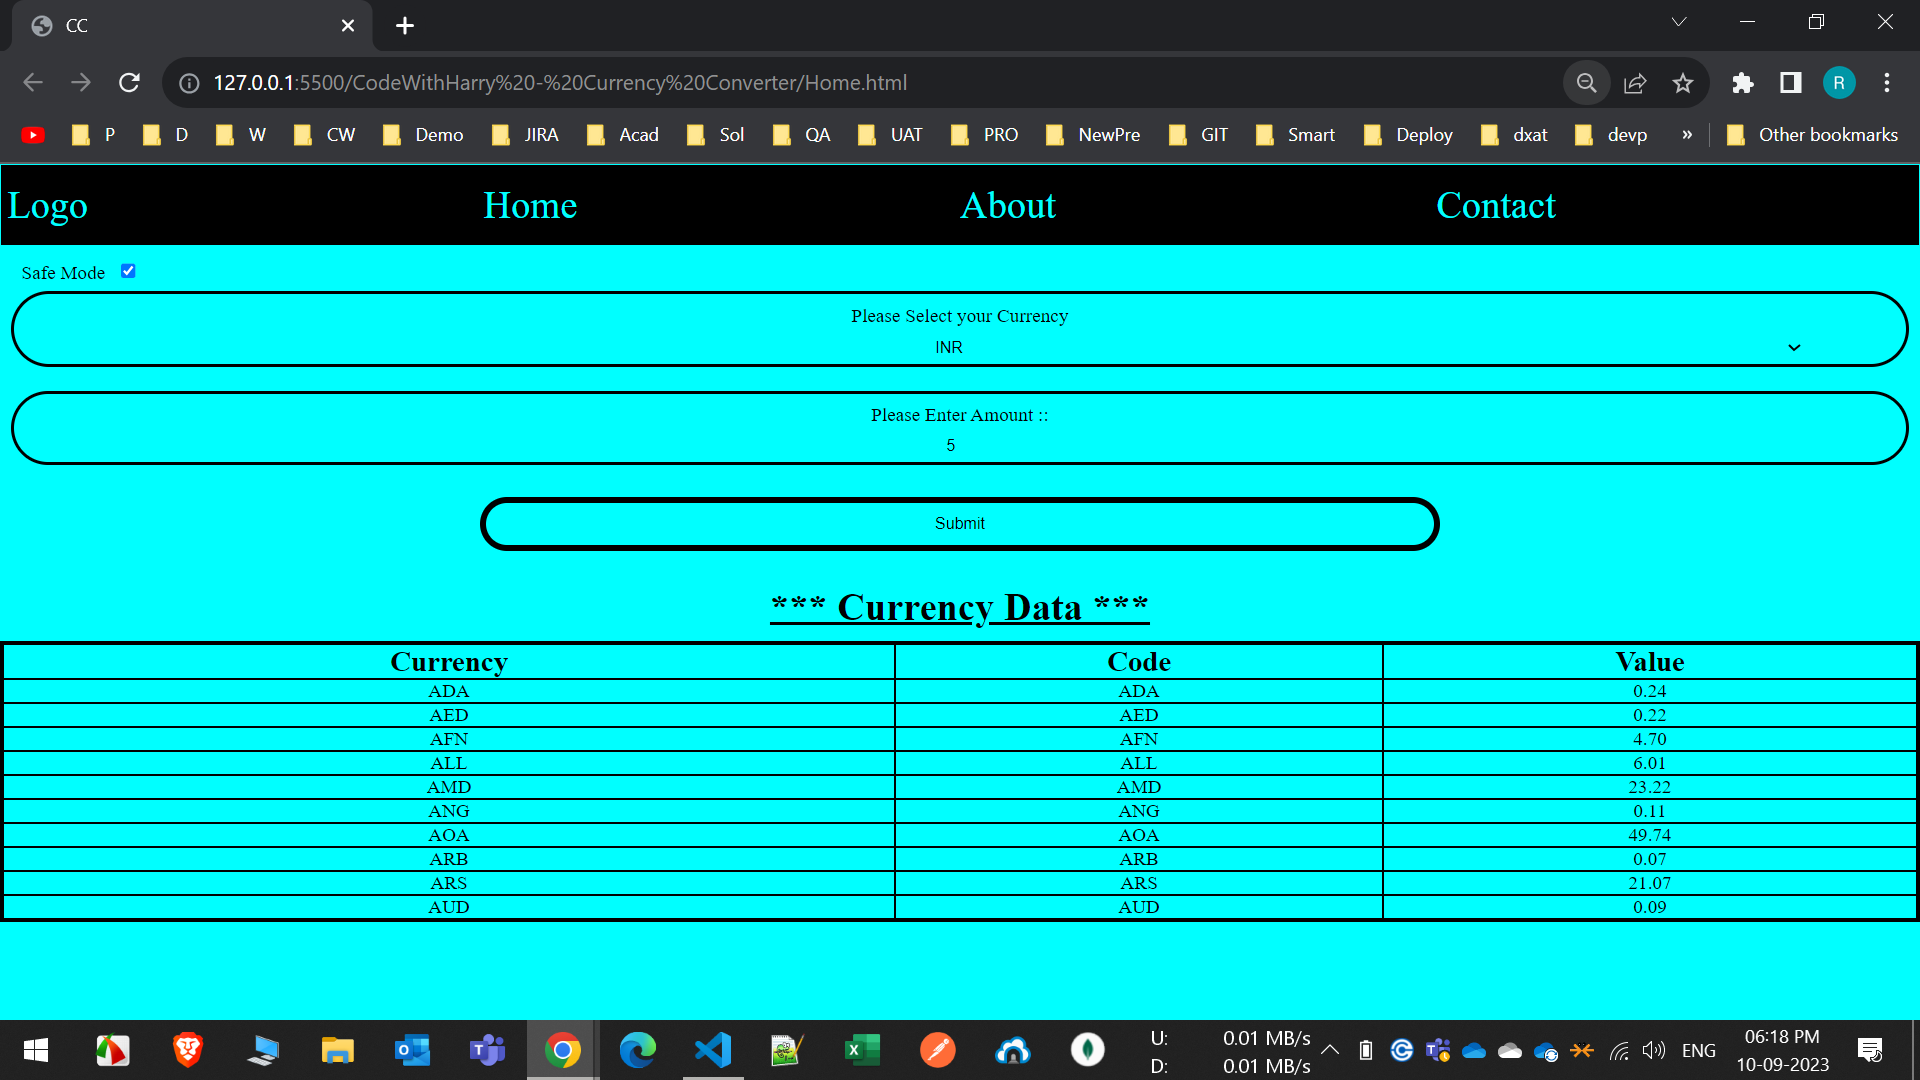 CC
127.0.0.1:5500/CodeWithHarry%20-%20Currency%20Converter/Home.html
R
P D W CW Demo JIRA Acad Sol QA UAT PRO NewPre GIT Smart Deploy dxat devp » Other bookmarks
Logo Home About Contact
Safe Mode
Please Select your Currency
INR
Please Enter Amount ::
5
Submit
*** Currency Data ***
Currency Code Value
ADA ADA 0.24
AED AED 0.22
AFN AFN 4.70
ALL ALL 6.01
AMD AMD 23.22
ANG ANG 0.11
AOA AOA 49.74
ARB ARB 0.07
ARS ARS 21.07
AUD AUD 0.09
U: 0.01 MB/s
D: 0.01 MB/s
ENG
06:18 PM
10-09-2023